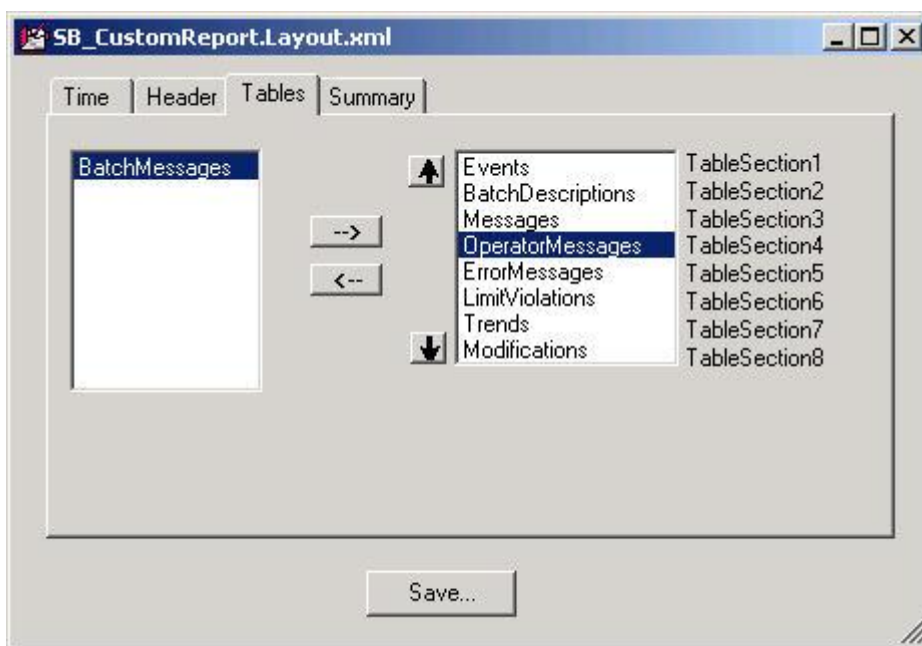 SB_CustomReport.Layout.xml
Time Header Tables Summary
BatchMessages
-->
<--
Events TableSection1
BatchDescriptions TableSection2
Messages TableSection3
OperatorMessages TableSection4
ErrorMessages TableSection5
LimitViolations TableSection6
Trends TableSection7
Modifications TableSection8
Save...